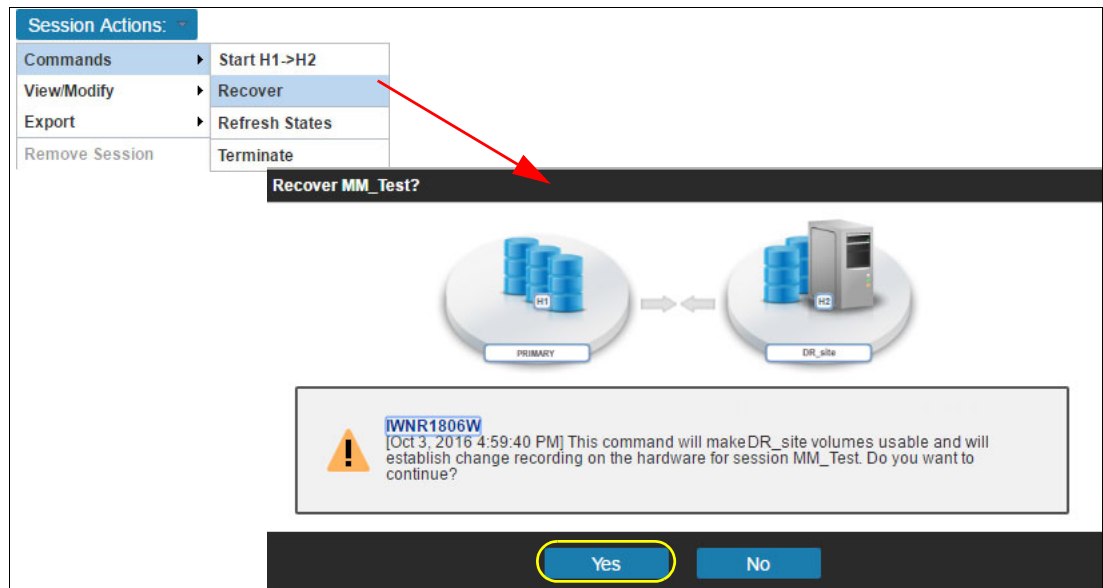 Session Actions:
Commands
Start H1->H2
View/Modify
Recover
Export
Refresh States
Remove Session
Terminate
Recover MM_Test?
H1
H2
PRIMARY
DR_site
IWNR1806W
[Oct 3, 2016 4:59:40 PM] This command will makeDR_site volumes usable and will
establish change recording on the hardware for session MM_Test. Do you want to
continue?
Yes
No